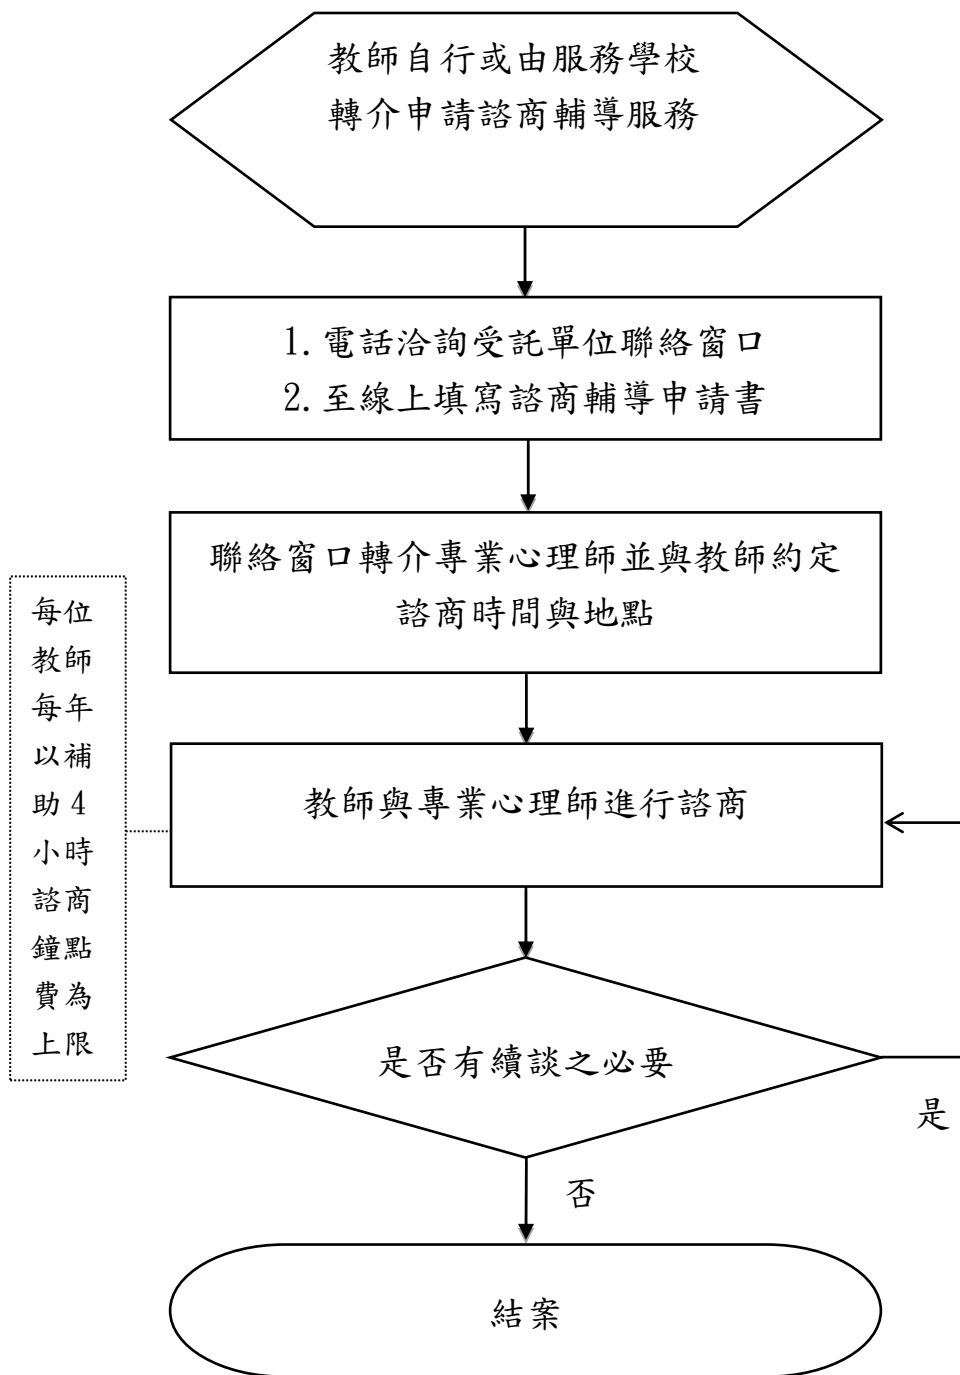 教師自行或由服務學校
轉介申請諮商輔導服務
1. 電話洽詢受託單位聯絡窗口
2. 至線上填寫諮商輔導申請書
聯絡窗口轉介專業心理師並與教師約定
諮商時間與地點
每位
教師
每年
以補
助 4
小時
諮商
鐘點
費為
上限
教師與專業心理師進行諮商
是否有續談之必要
是
否
結案